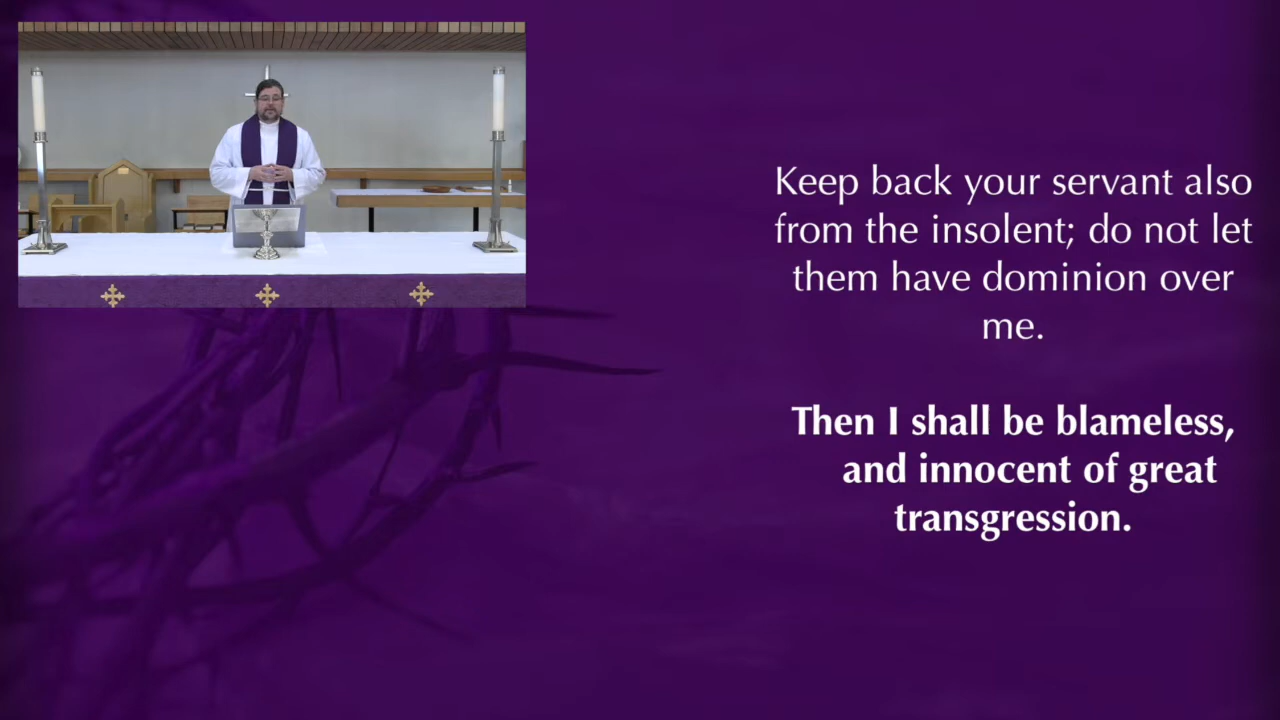 Keep back your servant also
from the insolent; do not let
them have dominion over
me.
Then I shall be blameless,
and innocent of great
transgression.